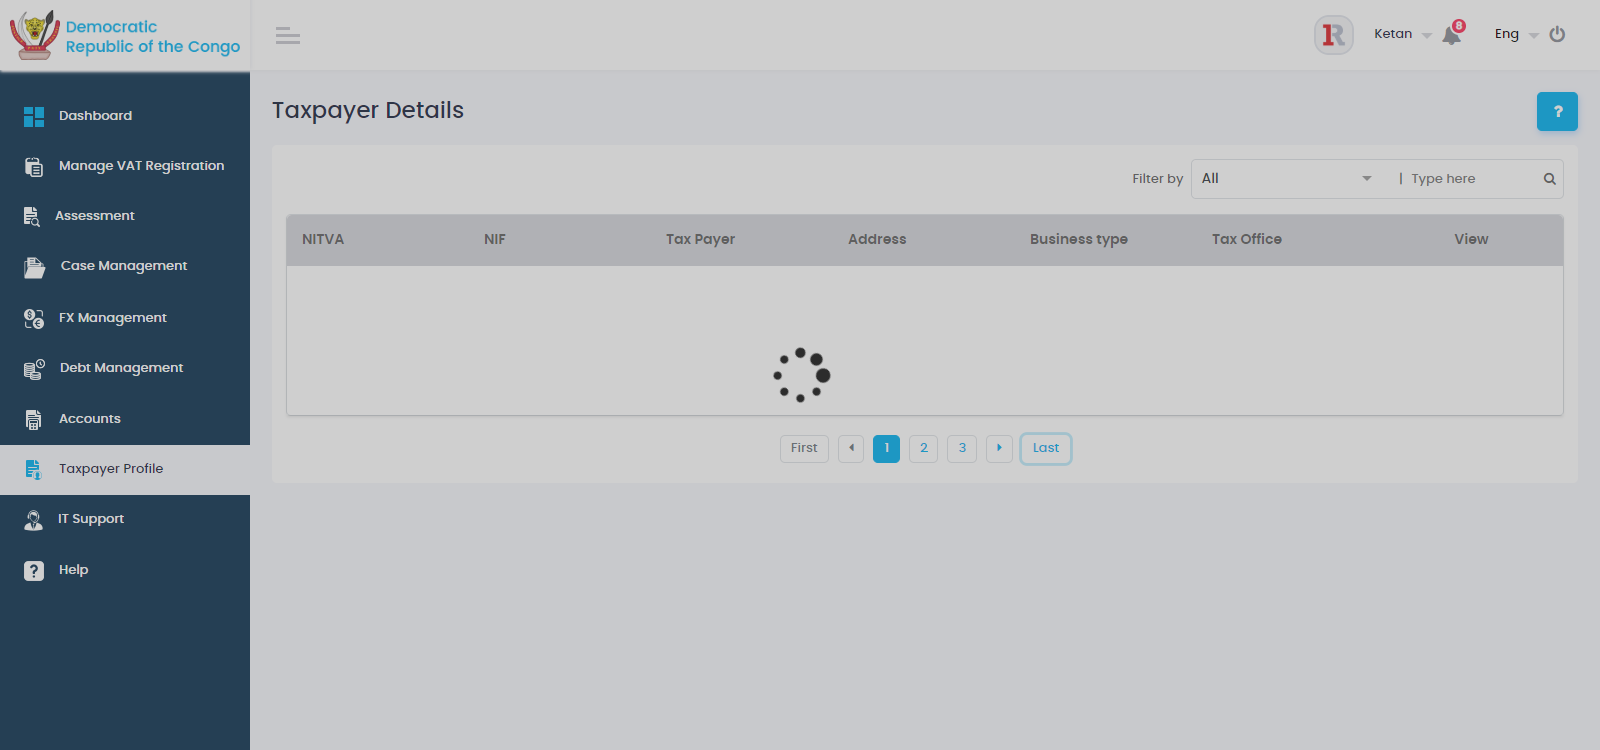 Democratic
Republic of the Congo
1R
Ketan
8
Eng
Dashboard
Manage VAT Registration
Assessment
Case Management
FX Management
Debt Management
Accounts
Taxpayer Profile
IT Support
Help
Taxpayer Details
?
Filter by All | Type here
NITVA NIF Tax Payer Address Business type Tax Office View
First 1 2 3 Last